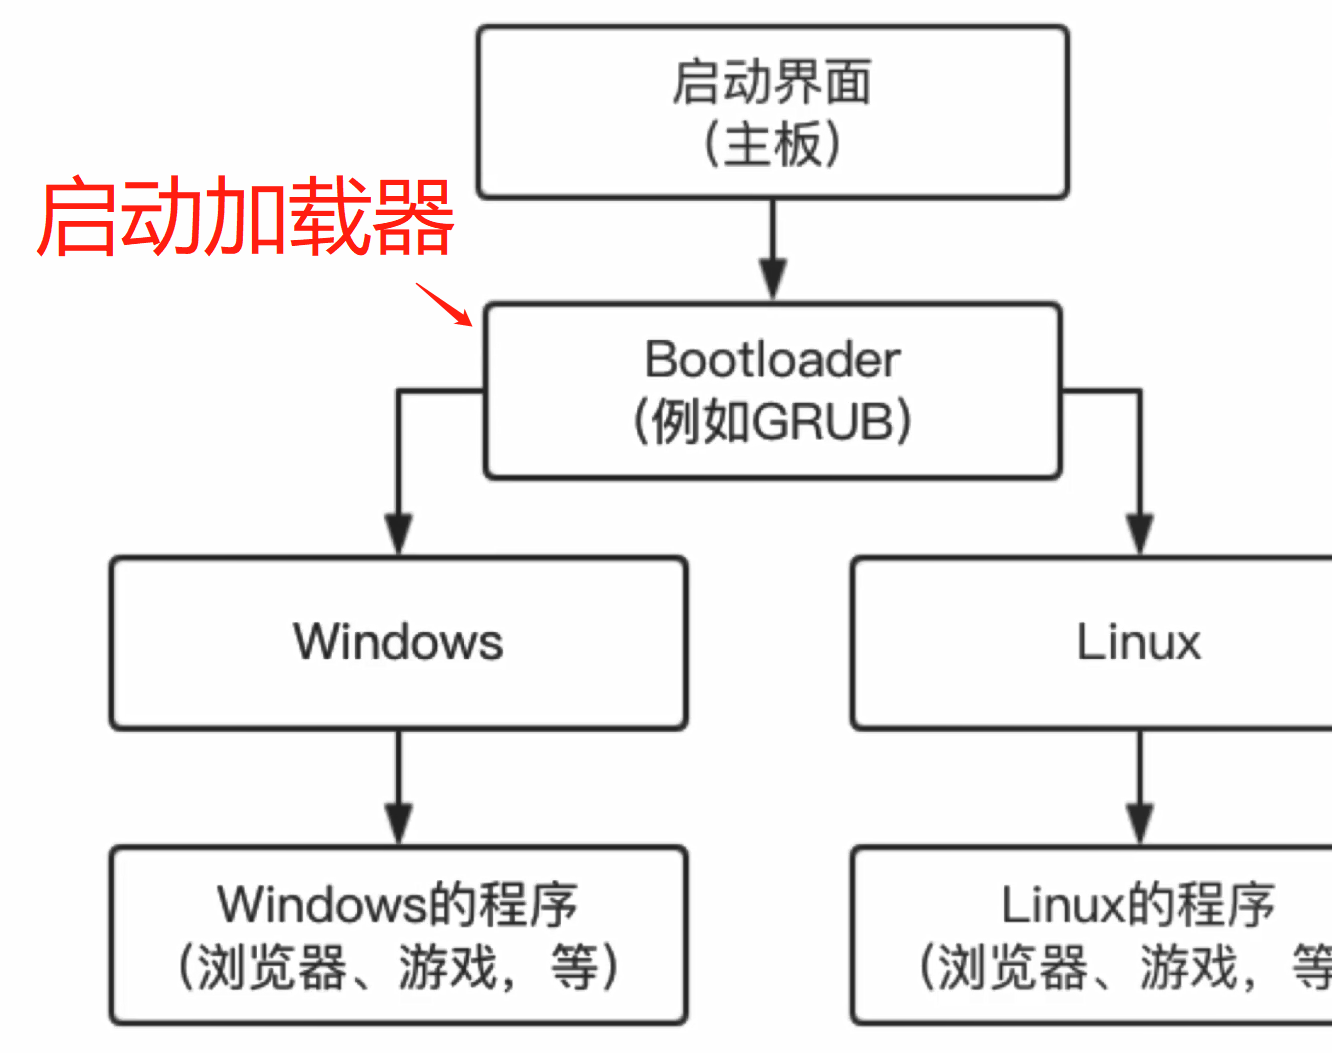 启动界面
（主板）
启动加载器
Bootloader
（例如GRUB）
Windows
Linux
Windows的程序
（浏览器、游戏，等）
Linux的程序
（浏览器、游戏，等